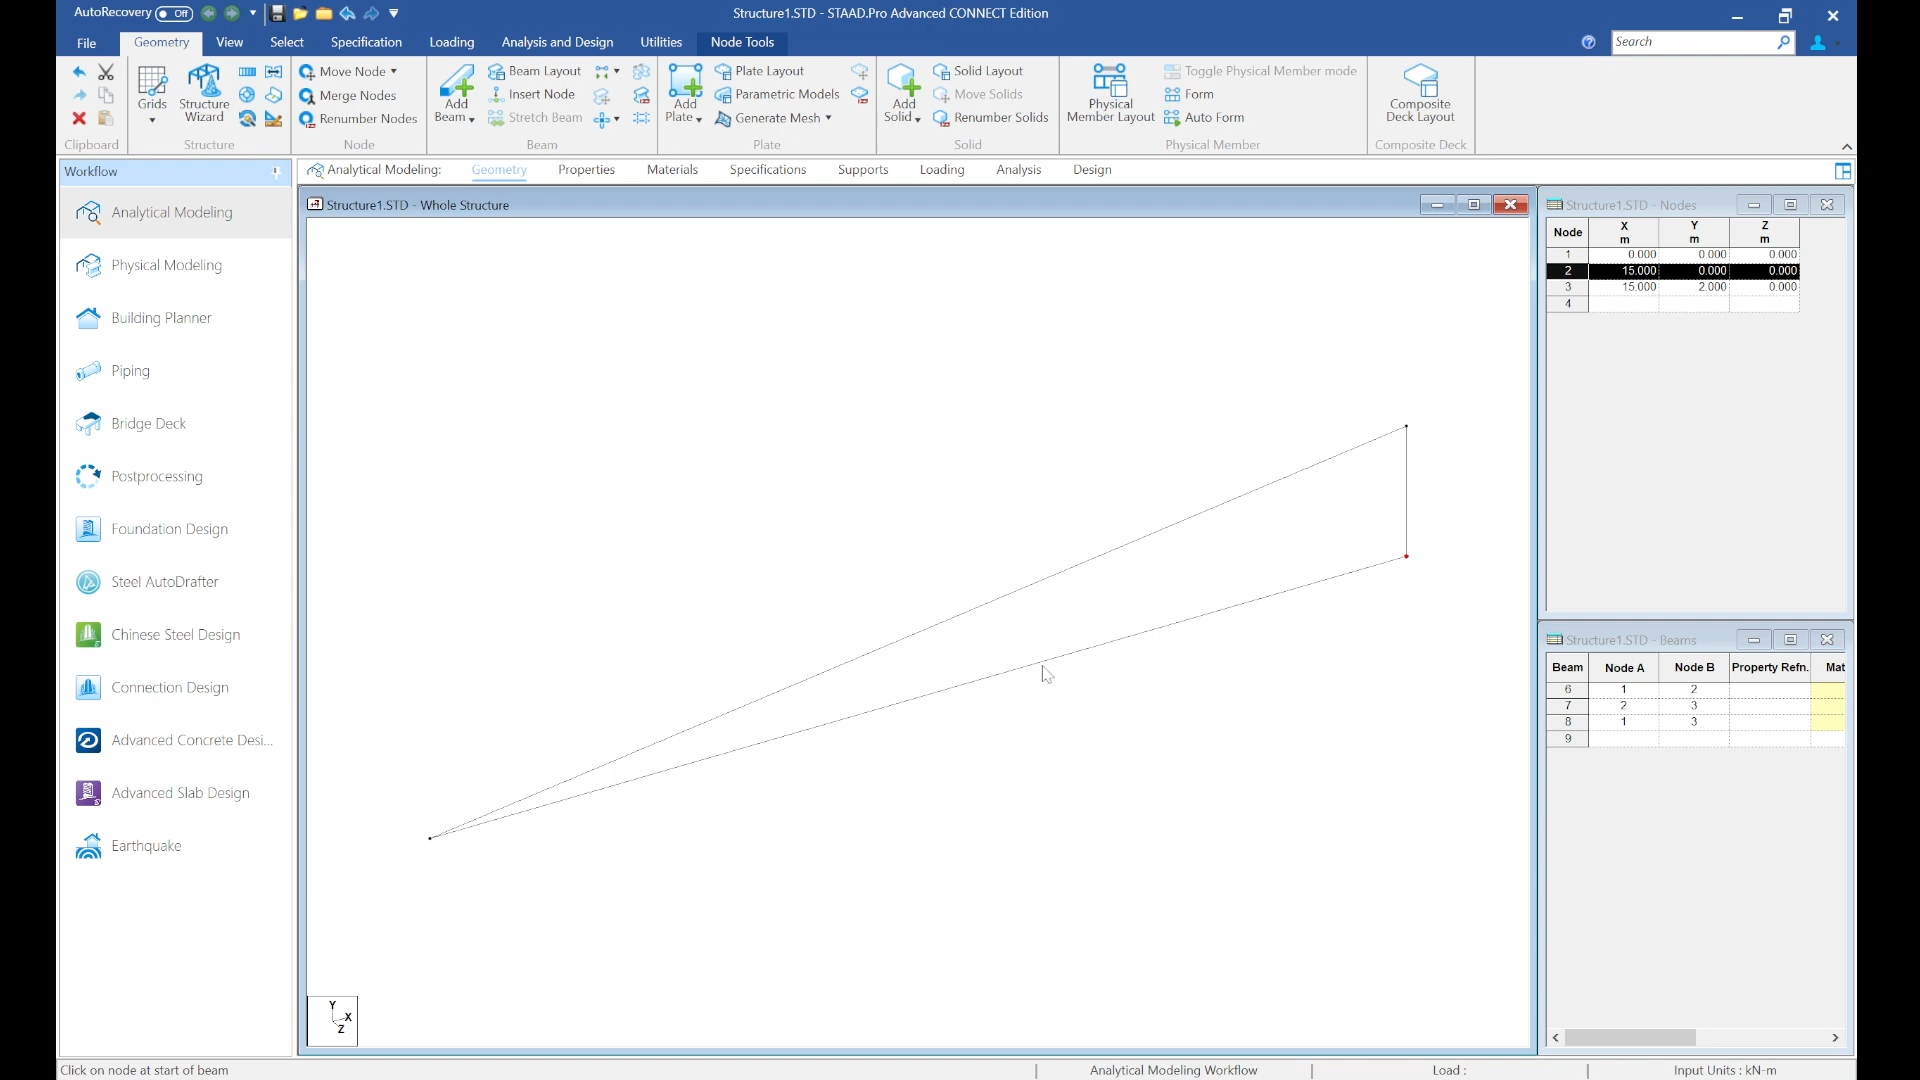 AutoRecovery Off
Structure1.STD - STAAD.Pro Advanced CONNECT Edition
File Geometry View Select Specification Loading Analysis and Design Utilities Node Tools Search
Grids
Structure Wizard
Move Node
Merge Nodes
Renumber Nodes
Add Beam
Beam Layout
Insert Node
Stretch Beam
Add Plate
Plate Layout
Parametric Models
Generate Mesh
Add Solid
Solid Layout
Move Solids
Renumber Solids
Physical Member Layout
Toggle Physical Member mode
Form
Auto Form
Composite Deck Layout
Clipboard Structure Node Beam Plate Solid Physical Member Composite Deck
Workflow
Analytical Modeling
Physical Modeling
Building Planner
Piping
Bridge Deck
Postprocessing
Foundation Design
Steel AutoDrafter
Chinese Steel Design
Connection Design
Advanced Concrete Desi...
Advanced Slab Design
Earthquake
Analytical Modeling: Geometry Properties Materials Specifications Supports Loading Analysis Design
Structure1.STD - Whole Structure
Y
X
Z
Structure1.STD - Nodes
Node X m Y m Z m
1 0.000 0.000 0.000
2 15.000 0.000 0.000
3 15.000 2.000 0.000
4
Structure1.STD - Beams
Beam Node A Node B Property Refn. Mat
6 1 2
7 2 3
8 1 3
9
Click on node at start of beam Analytical Modeling Workflow Load : Input Units : kN-m